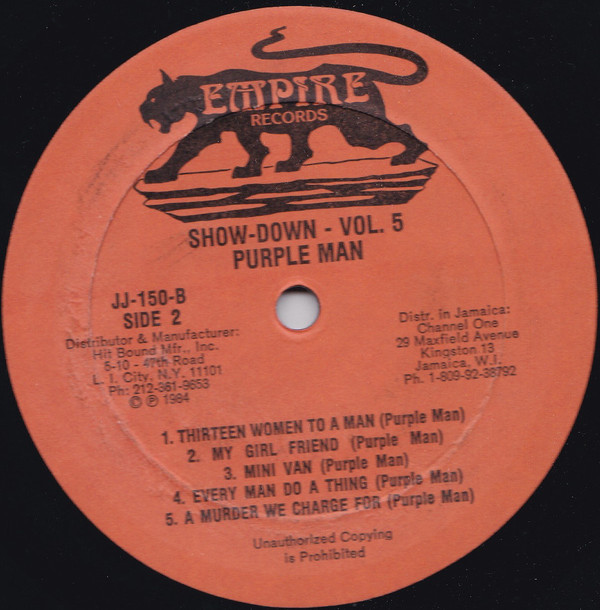 EMPIRE
RECORDS
SHOW-DOWN - VOL. 5
PURPLE MAN
JJ-150-B
SIDE 2
Distributor & Manufacturer:
Hit Bound Mfr., Inc.
5-10 - 47th Road
L. I. City, N.Y. 11101
Ph: 212-361-9653
© ℗ 1984
Distr. in Jamaica:
Channel One
29 Maxfield Avenue
Kingston 13
Jamaica, W.I.
Ph. 1-809-92-38792
1. THIRTEEN WOMEN TO A MAN (Purple Man)
2. MY GIRL FRIEND (Purple Man)
3. MINI VAN (Purple Man)
4. EVERY MAN DO A THING (Purple Man)
5. A MURDER WE CHARGE FOR (Purple Man)
Unauthorized Copying
is Prohibited